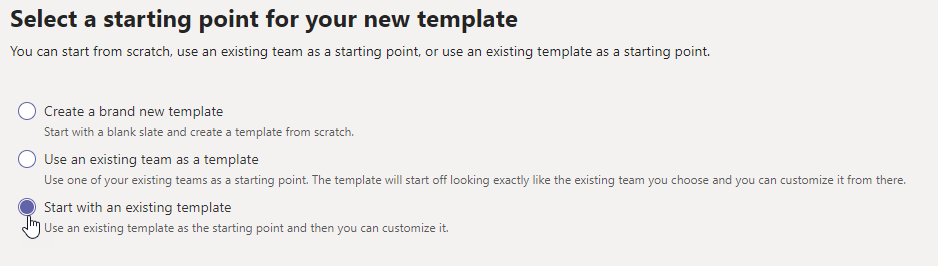 Select a starting point for your new template
You can start from scratch, use an existing team as a starting point, or use an existing template as a starting point.
Create a brand new template
Start with a blank slate and create a template from scratch.
Use an existing team as a template
Use one of your existing teams as a starting point. The template will start off looking exactly like the existing team you choose and you can customize it from there.
Start with an existing template
Use an existing template as the starting point and then you can customize it.